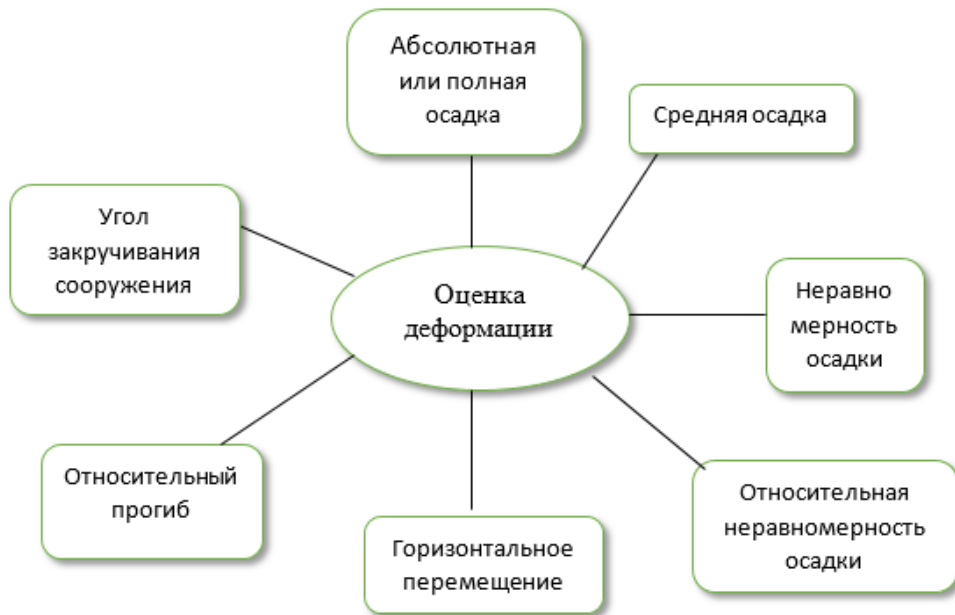 Абсолютная
или полная
осадка
Средняя осадка
Угол
закручивания
сооружения
Оценка
деформации
Неравно
мерность
осадки
Относительный
прогиб
Горизонтальное
перемещение
Относительная
неравномерность
осадки